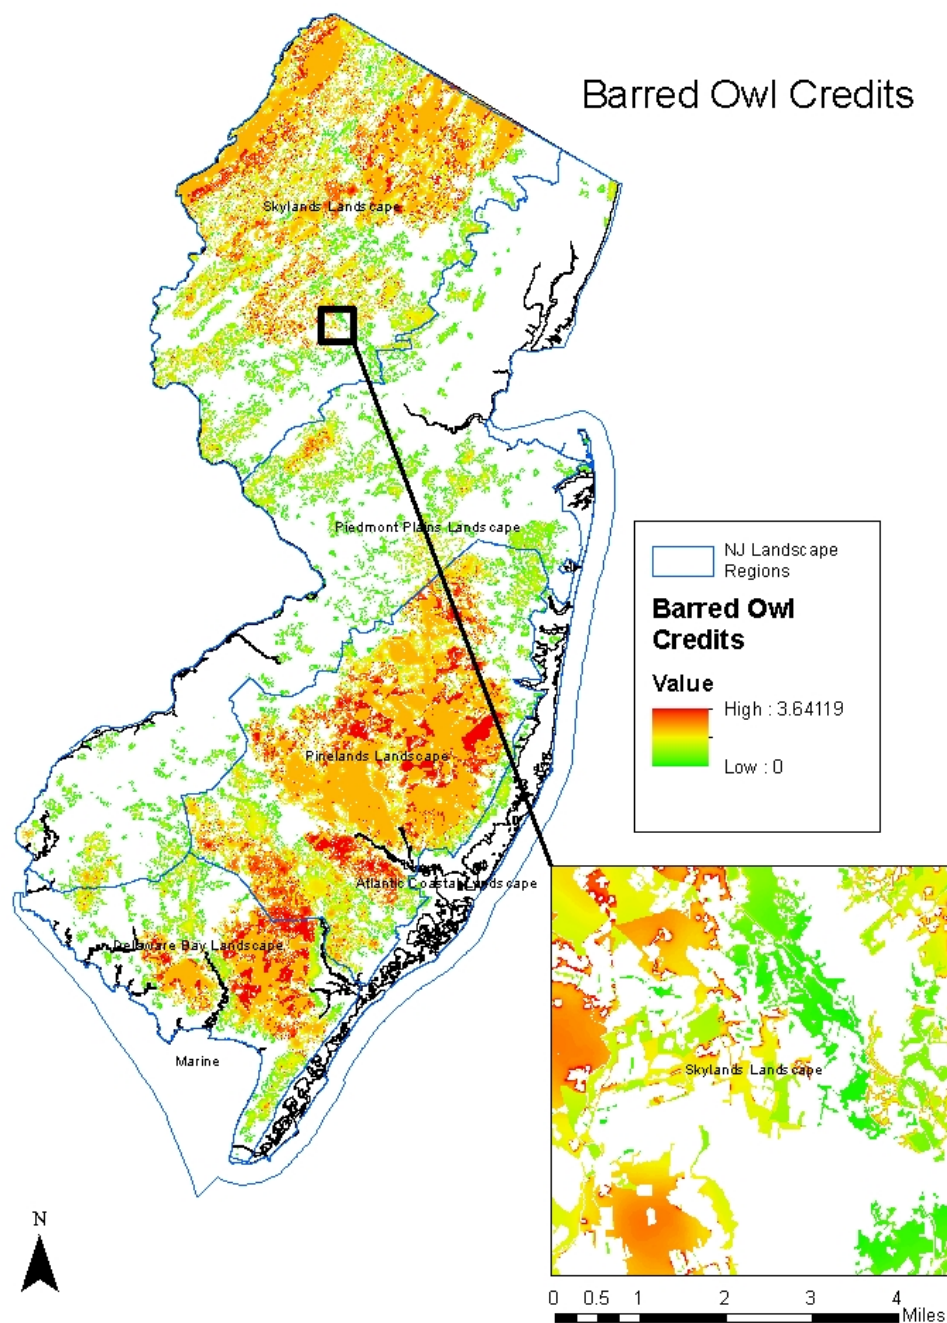 Barred Owl Credits
Skylands Landscape
Piedmont Plains Landscape
NJ Landscape
Regions
Barred Owl
Credits
Value
High : 3.64119
Low : 0
Pinelands Landscape
Atlantic Coastal Landscape
Delaware Bay Landscape
Marine
Skylands Landscape
N
0 0.5 1 2 3 4
Miles